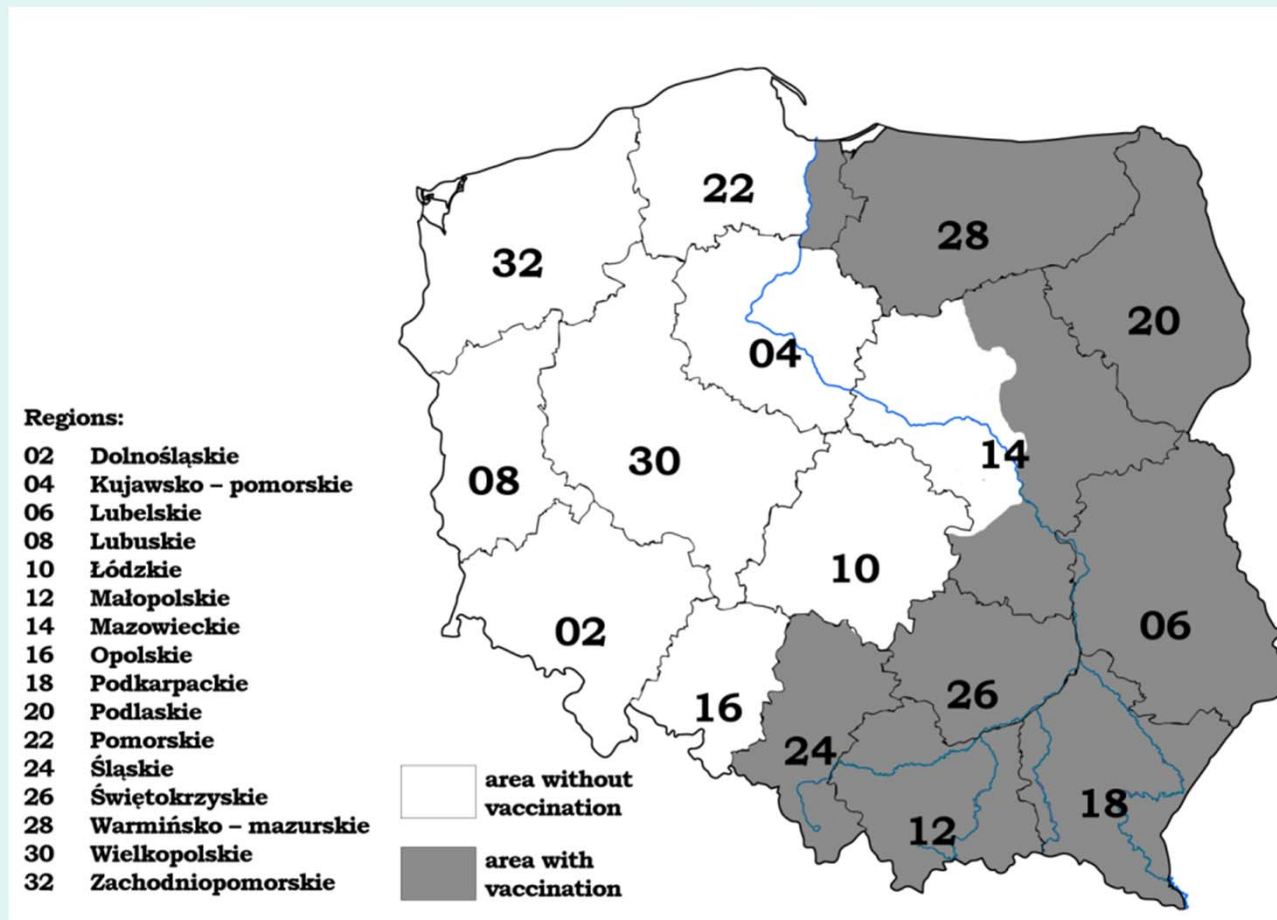 22
28
32
20
04
Regions:
02 Dolnośląskie
04 Kujawsko – pomorskie
06 Lubelskie
08 Lubuskie
10 Łódzkie
12 Małopolskie
14 Mazowieckie
16 Opolskie
18 Podkarpackie
20 Podlaskie
22 Pomorskie
24 Śląskie
26 Świętokrzyskie
28 Warmińsko – mazurskie
30 Wielkopolskie
32 Zachodniopomorskie
14
30
08
10
06
02
26
16
24
18
12
area without
vaccination
area with
vaccination